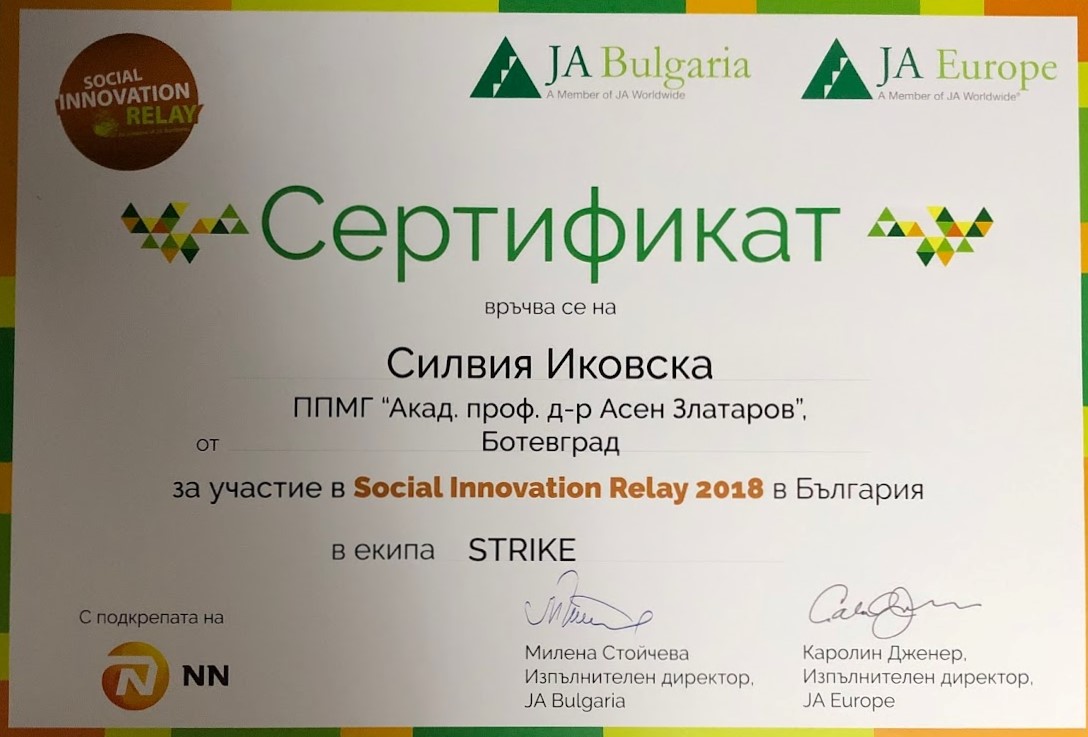 SOCIAL
INNOVATION
RELAY
JA Bulgaria
A Member of JA Worldwide
JA Europe
A Member of JA Worldwide®
Сертификат
връчва се на
Силвия Иковска
ППМГ “Акад. проф. д-р Асен Златаров”,
от Ботевград
за участие в Social Innovation Relay 2018 в България
в екипа STRIKE
С подкрепата на
NN
Милена Стойчева
Изпълнителен директор,
JA Bulgaria
Каролин Дженер,
Изпълнителен директор,
JA Europe